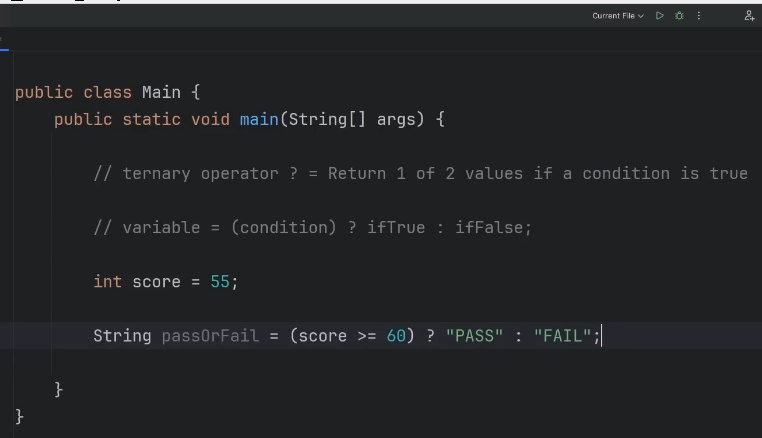 Current File
public class Main {
public static void main(String[] args) {
// ternary operator ? = Return 1 of 2 values if a condition is true
// variable = (condition) ? ifTrue : ifFalse;
int score = 55;
String passOrFail = (score >= 60) ? "PASS" : "FAIL";
}
}